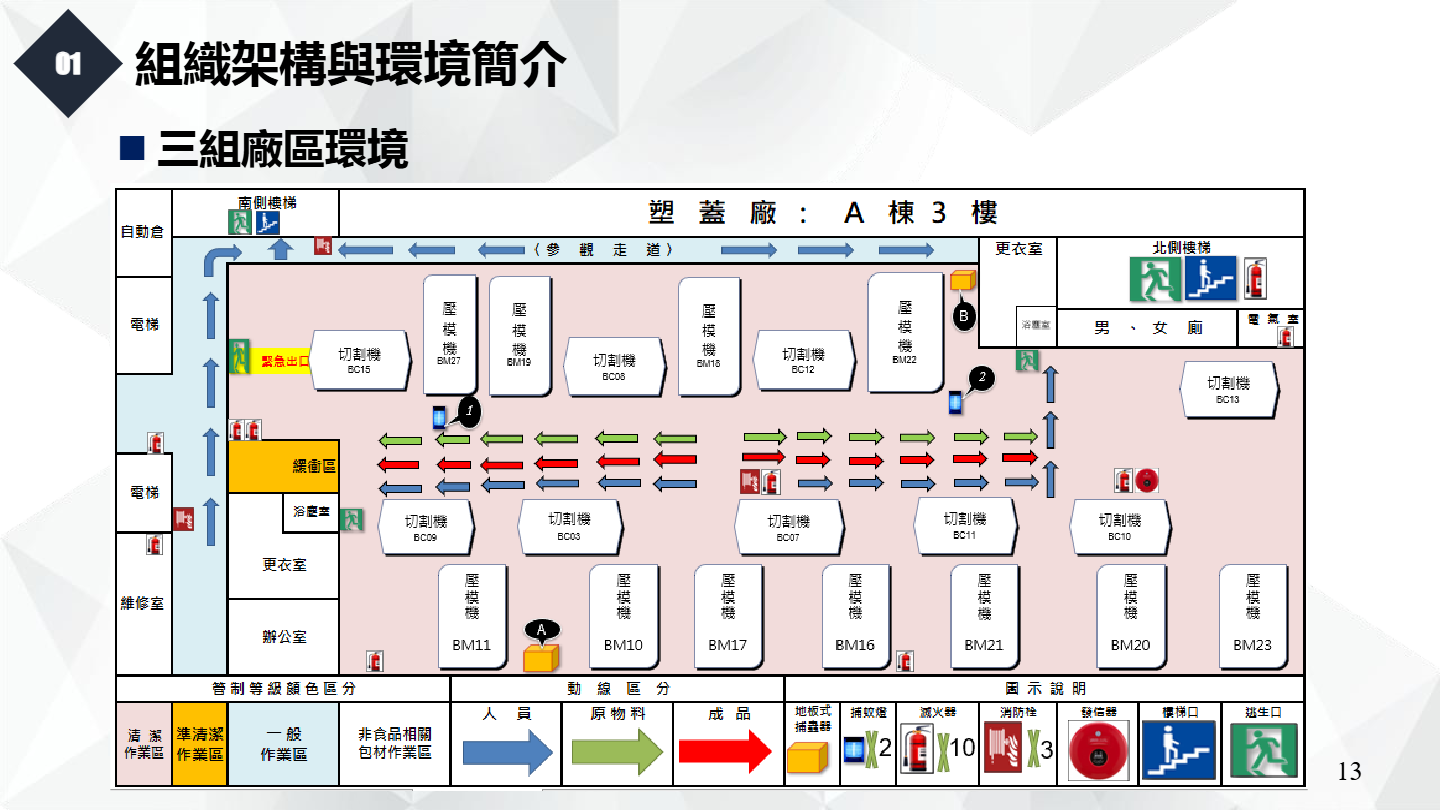 01
組織架構與環境簡介
三組廠區環境
自動倉
南側樓梯
塑蓋廠：A棟3樓
(參觀走道)
更衣室
北側樓梯
電梯
浴塵室
男、女廁
電氣室
緊急出口
切割機
BC15
壓模機
BM27
壓模機
BM19
切割機
BC08
壓模機
BM18
切割機
BC12
壓模機
BM22
B
切割機
BC13
1
2
緩衝區
電梯
浴塵室
切割機
BC09
切割機
BC03
切割機
BC07
切割機
BC11
切割機
BC10
更衣室
維修室
辦公室
壓模機
BM11
A
壓模機
BM10
壓模機
BM17
壓模機
BM16
壓模機
BM21
壓模機
BM20
壓模機
BM23
管制等級顏色區分
動線區分
圖示說明
清潔
作業區
準清潔
作業區
一般
作業區
非食品相關
包材作業區
人員
原物料
成品
地板式
捕蟲器
捕蚊燈
X2
滅火器
X10
消防栓
X3
發信器
樓梯口
逃生口
13